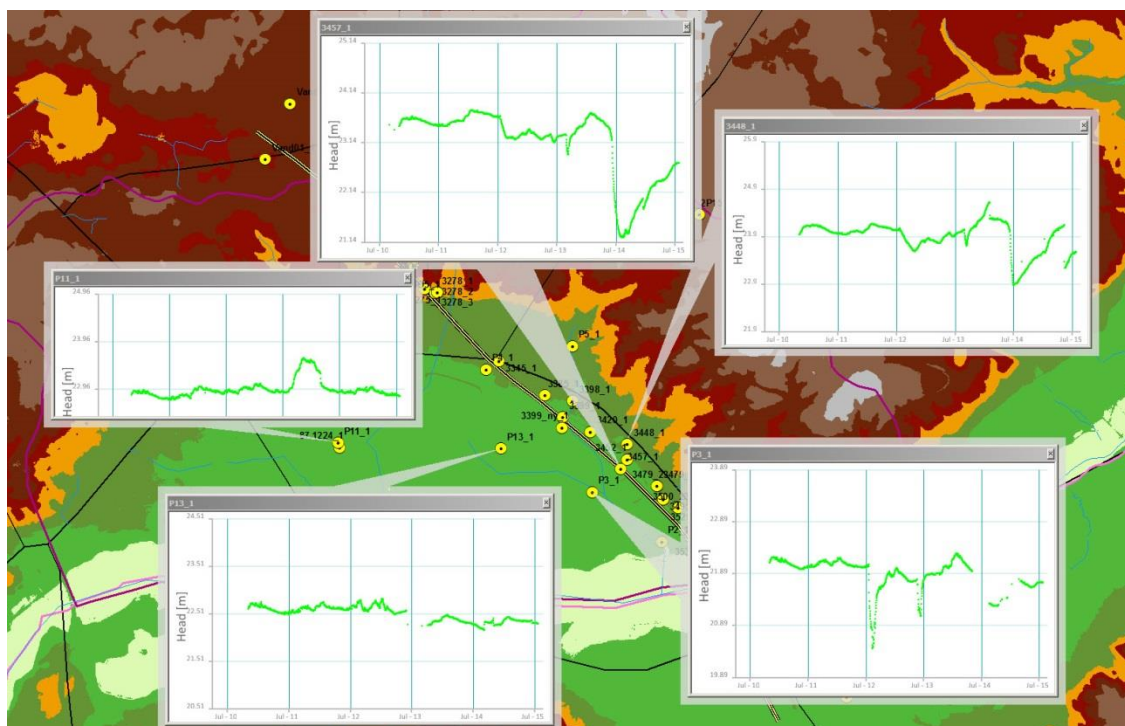 3457_1
25.14
24.14
23.14
22.14
21.14
Head [m]
Jul - 10
Jul - 11
Jul - 12
Jul - 13
Jul - 14
Jul - 15
3448_1
25.5
24.5
23.5
22.5
21.5
Head [m]
Jul - 10
Jul - 11
Jul - 12
Jul - 13
Jul - 14
Jul - 15
P11_1
24.96
23.96
22.96
Head [m]
3278_1
3278_2
3278_3
P5_1
3345_1
3398_1
3448_1
P13_1
3457_1
P3_1
87.1224_1
P11_1
P13_1
24.51
23.51
22.51
21.51
20.51
Head [m]
Jul - 10
Jul - 11
Jul - 12
Jul - 13
Jul - 14
Jul - 15
P3_1
23.89
22.89
21.89
20.89
19.89
Head [m]
Jul - 10
Jul - 11
Jul - 12
Jul - 13
Jul - 14
Jul - 15